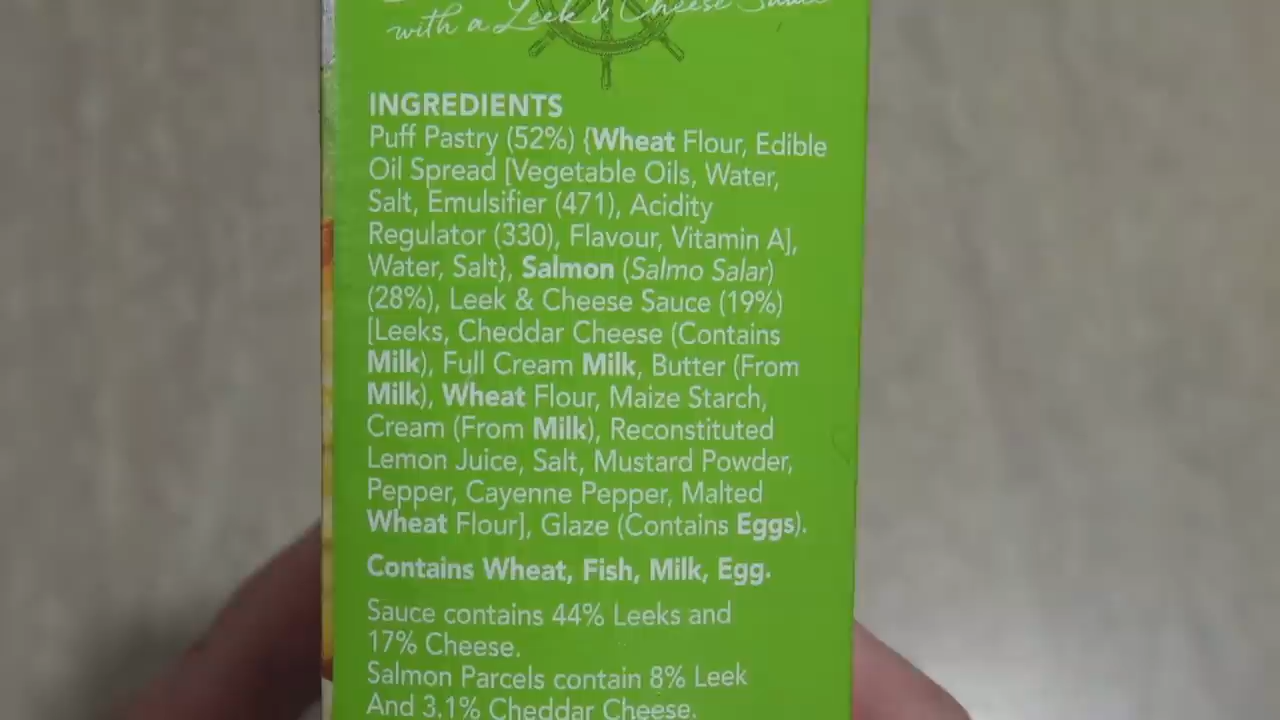 with a Leek & Cheese Sauce
INGREDIENTS
Puff Pastry (52%) {Wheat Flour, Edible
Oil Spread [Vegetable Oils, Water,
Salt, Emulsifier (471), Acidity
Regulator (330), Flavour, Vitamin A],
Water, Salt}, Salmon (Salmo Salar)
(28%), Leek & Cheese Sauce (19%)
[Leeks, Cheddar Cheese (Contains
Milk), Full Cream Milk, Butter (From
Milk), Wheat Flour, Maize Starch,
Cream (From Milk), Reconstituted
Lemon Juice, Salt, Mustard Powder,
Pepper, Cayenne Pepper, Malted
Wheat Flour], Glaze (Contains Eggs).
Contains Wheat, Fish, Milk, Egg.
Sauce contains 44% Leeks and
17% Cheese.
Salmon Parcels contain 8% Leek
And 3.1% Cheddar Cheese.